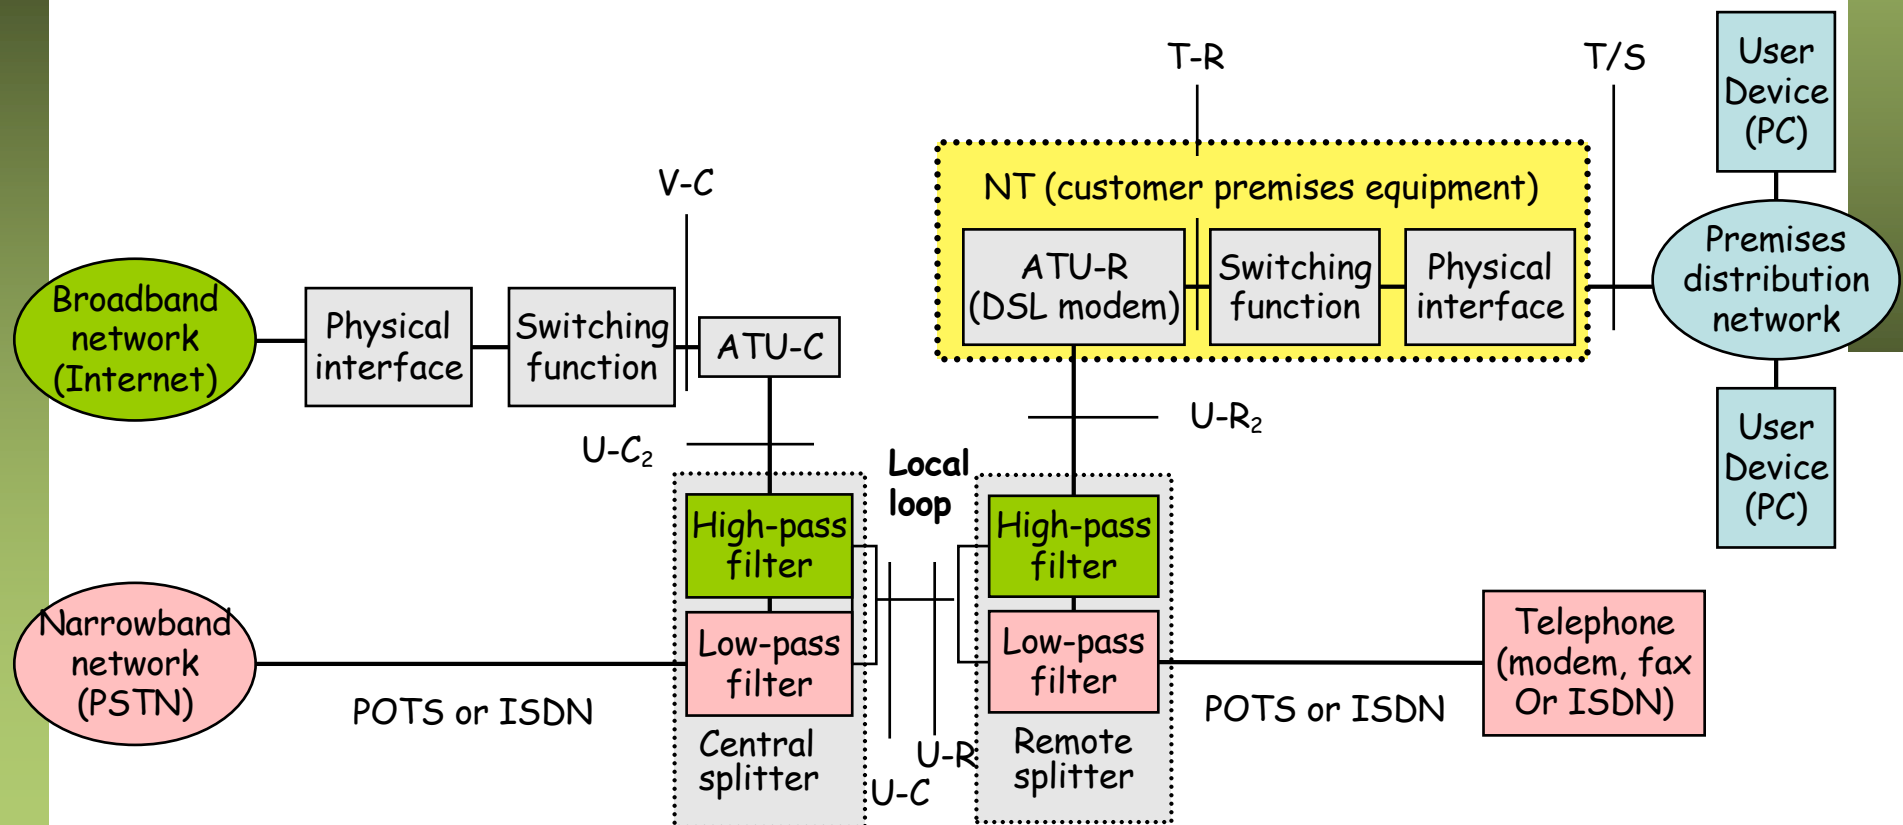 T-R
T/S
User
Device
(PC)
V-C
NT (customer premises equipment)
Broadband
network
(Internet)
Physical
interface
Switching
function
ATU-C
ATU-R
(DSL modem)
Switching
function
Physical
interface
Premises
distribution
network
U-C₂
U-R₂
User
Device
(PC)
Local
loop
High-pass
filter
High-pass
filter
Narrowband
network
(PSTN)
POTS or ISDN
Low-pass
filter
Low-pass
filter
POTS or ISDN
Telephone
(modem, fax
Or ISDN)
Central
splitter
U-R
U-C
Remote
splitter